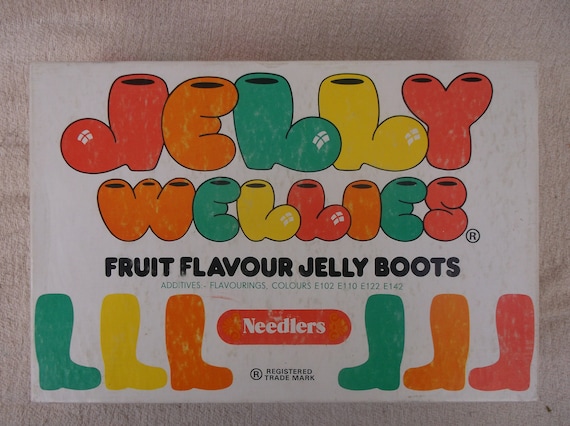 JELLY
WELLIES ®
FRUIT FLAVOUR JELLY BOOTS
ADDITIVES - FLAVOURINGS, COLOURS E102 E110 E122 E142
Needlers
® REGISTERED
TRADE MARK